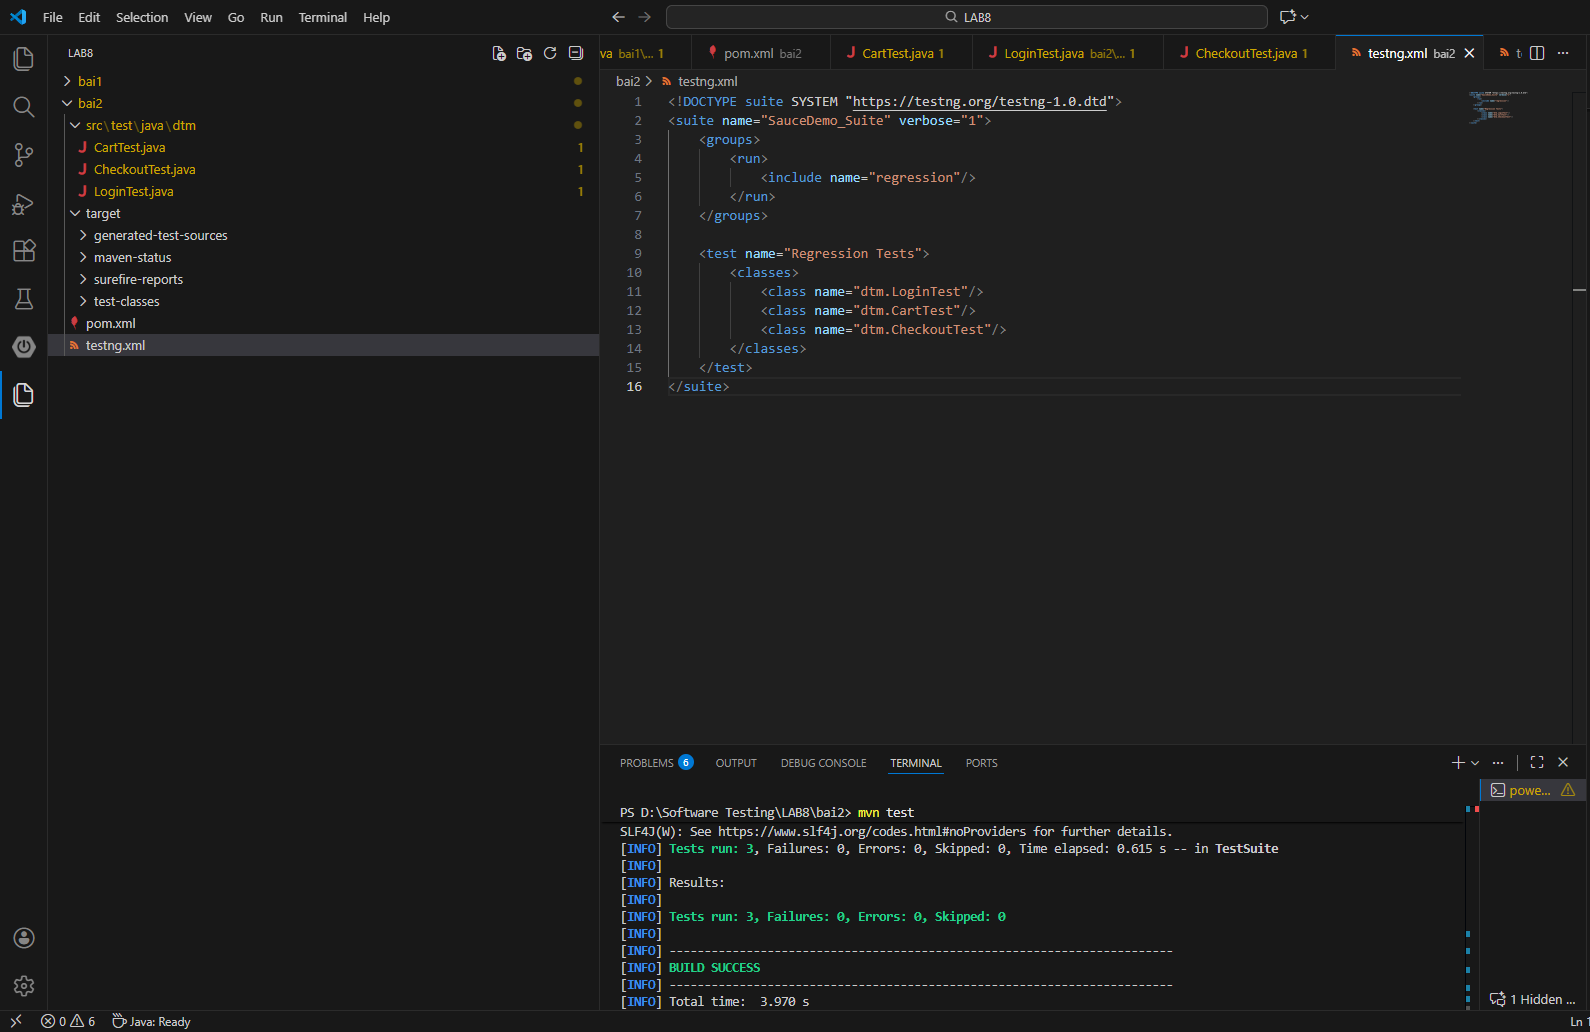 File Edit Selection View Go Run Terminal Help
LAB8
LAB8
bai1
bai2
src\test\java\dtm
CartTest.java 1
CheckoutTest.java 1
LoginTest.java 1
target
generated-test-sources
maven-status
surefire-reports
test-classes
pom.xml
testng.xml
va bai1\... 1 pom.xml bai2 CartTest.java 1 LoginTest.java bai2\... 1 CheckoutTest.java 1 testng.xml bai2
bai2 > testng.xml
1 <!DOCTYPE suite SYSTEM "https://testng.org/testng-1.0.dtd">
2 <suite name="SauceDemo_Suite" verbose="1">
3 <groups>
4 <run>
5 <include name="regression"/>
6 </run>
7 </groups>
8
9 <test name="Regression Tests">
10 <classes>
11 <class name="dtm.LoginTest"/>
12 <class name="dtm.CartTest"/>
13 <class name="dtm.CheckoutTest"/>
14 </classes>
15 </test>
16 </suite>
PROBLEMS 6 OUTPUT DEBUG CONSOLE TERMINAL PORTS
powe...
PS D:\Software Testing\LAB8\bai2> mvn test
SLF4J(W): See https://www.slf4j.org/codes.html#noProviders for further details.
[INFO] Tests run: 3, Failures: 0, Errors: 0, Skipped: 0, Time elapsed: 0.615 s -- in TestSuite
[INFO]
[INFO] Results:
[INFO]
[INFO] Tests run: 3, Failures: 0, Errors: 0, Skipped: 0
[INFO]
[INFO] ------------------------------------------------------------------------
[INFO] BUILD SUCCESS
[INFO] ------------------------------------------------------------------------
[INFO] Total time:  3.970 s
1 Hidden ...
0 6 Java: Ready
Ln